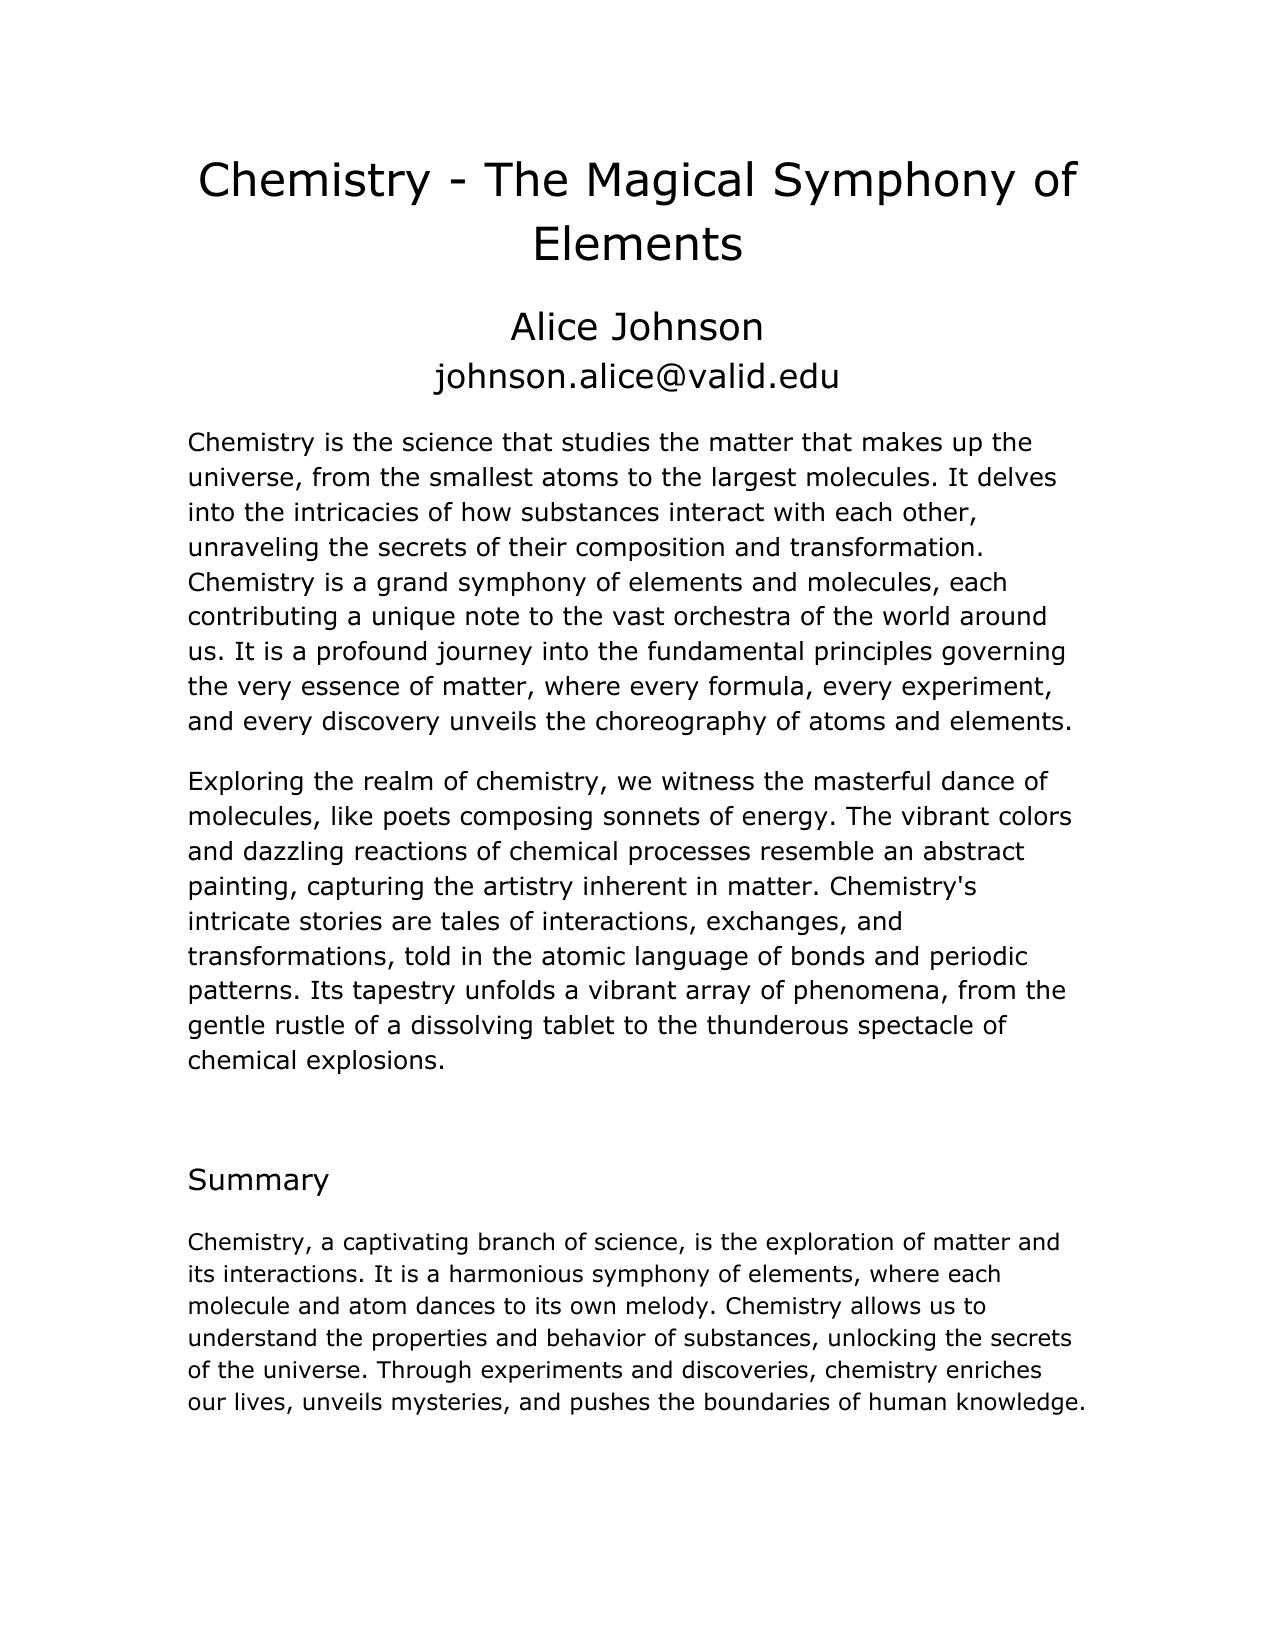 Chemistry - The Magical Symphony of
Elements
Alice Johnson
johnson.alice@valid.edu
Chemistry is the science that studies the matter that makes up the
universe, from the smallest atoms to the largest molecules. It delves
into the intricacies of how substances interact with each other,
unraveling the secrets of their composition and transformation.
Chemistry is a grand symphony of elements and molecules, each
contributing a unique note to the vast orchestra of the world around
us. It is a profound journey into the fundamental principles governing
the very essence of matter, where every formula, every experiment,
and every discovery unveils the choreography of atoms and elements.
Exploring the realm of chemistry, we witness the masterful dance of
molecules, like poets composing sonnets of energy. The vibrant colors
and dazzling reactions of chemical processes resemble an abstract
painting, capturing the artistry inherent in matter. Chemistry's
intricate stories are tales of interactions, exchanges, and
transformations, told in the atomic language of bonds and periodic
patterns. Its tapestry unfolds a vibrant array of phenomena, from the
gentle rustle of a dissolving tablet to the thunderous spectacle of
chemical explosions.
Summary
Chemistry, a captivating branch of science, is the exploration of matter and
its interactions. It is a harmonious symphony of elements, where each
molecule and atom dances to its own melody. Chemistry allows us to
understand the properties and behavior of substances, unlocking the secrets
of the universe. Through experiments and discoveries, chemistry enriches
our lives, unveils mysteries, and pushes the boundaries of human knowledge.